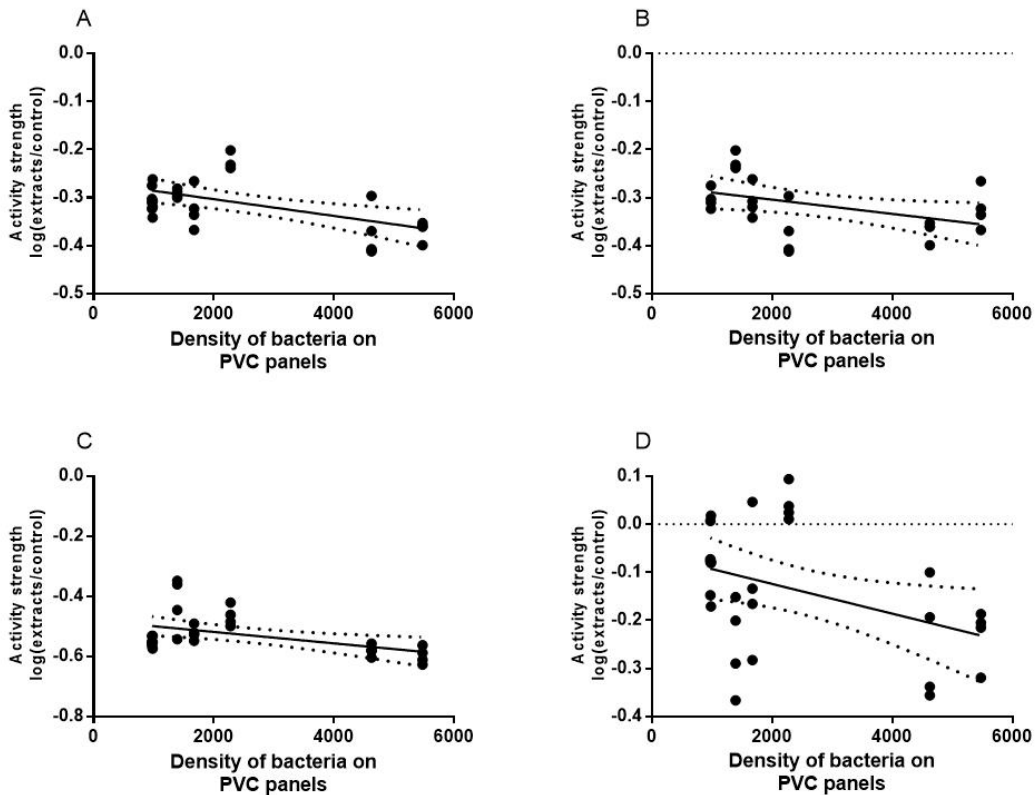 A
0.0
-0.1
-0.2
-0.3
-0.4
-0.5
Activity strength
log(extracts/control)
0 2000 4000 6000
Density of bacteria on
PVC panels
B
0.0
-0.1
-0.2
-0.3
-0.4
-0.5
Activity strength
log(extracts/control)
0 2000 4000 6000
Density of bacteria on
PVC panels
C
0.0
-0.2
-0.4
-0.6
-0.8
Activity strength
log(extracts/control)
0 2000 4000 6000
Density of bacteria on
PVC panels
D
0.1
0.0
-0.1
-0.2
-0.3
-0.4
Activity strength
log(extracts/control)
0 2000 4000 6000
Density of bacteria on
PVC panels